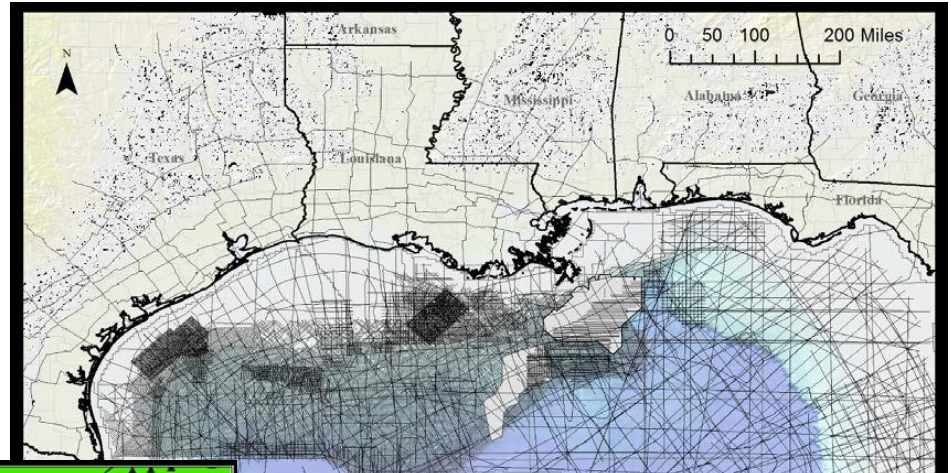 Arkansas
0 50 100 200 Miles
N
Mississippi
Alabama
Georgia
Texas
Louisiana
Florida